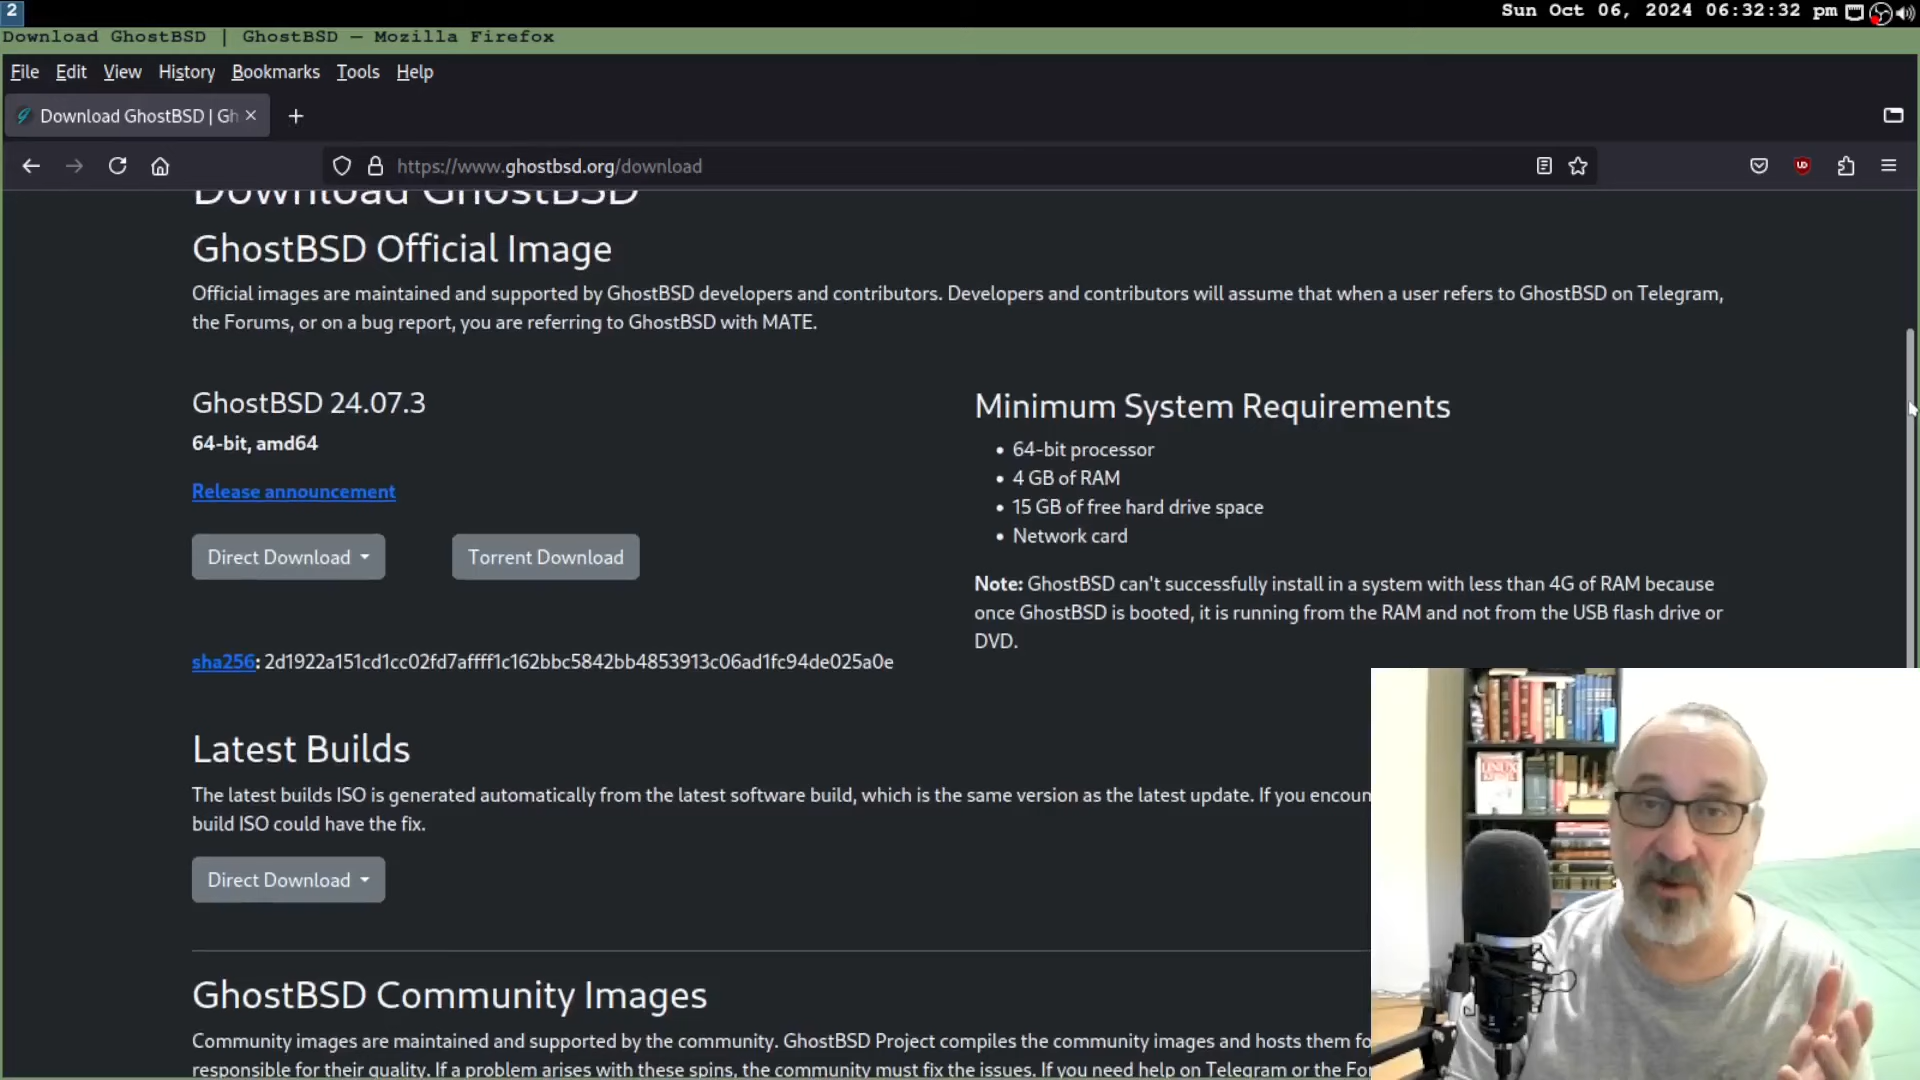 2
Sun Oct 06, 2024 06:32:32 pm
Download GhostBSD | GhostBSD — Mozilla Firefox
File Edit View History Bookmarks Tools Help
Download GhostBSD | Gh
https://www.ghostbsd.org/download
Download GhostBSD
GhostBSD Official Image
Official images are maintained and supported by GhostBSD developers and contributors. Developers and contributors will assume that when a user refers to GhostBSD on Telegram,
the Forums, or on a bug report, you are referring to GhostBSD with MATE.
GhostBSD 24.07.3
64-bit, amd64
Release announcement
Direct Download
Torrent Download
sha256: 2d1922a151cd1cc02fd7affff1c162bbc5842bb4853913c06ad1fc94de025a0e
Minimum System Requirements
• 64-bit processor
• 4 GB of RAM
• 15 GB of free hard drive space
• Network card
Note: GhostBSD can't successfully install in a system with less than 4G of RAM because
once GhostBSD is booted, it is running from the RAM and not from the USB flash drive or
DVD.
Latest Builds
The latest builds ISO is generated automatically from the latest software build, which is the same version as the latest update. If you encoun
build ISO could have the fix.
Direct Download
GhostBSD Community Images
Community images are maintained and supported by the community. GhostBSD Project compiles the community images and hosts them fo
responsible for their quality. If a problem arises with these spins, the community must fix the issues. If you need help on Telegram or the For
LINUX